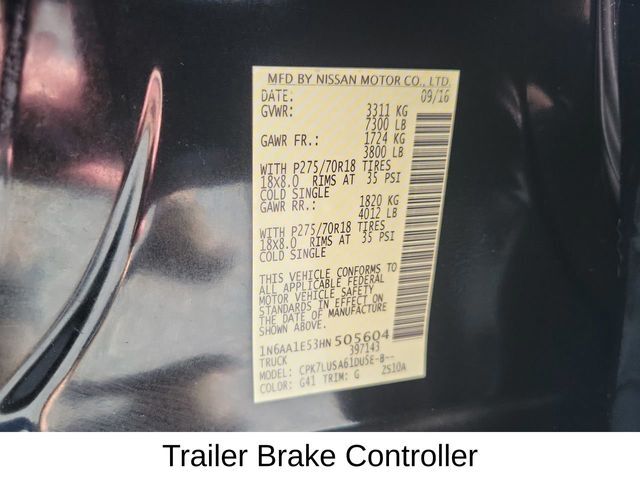 MFD BY NISSAN MOTOR CO., LTD.
DATE: 09/16
GVWR: 3311 KG
7300 LB
GAWR FR.: 1724 KG
3800 LB
WITH P275/70R18 TIRES
18X8.0 RIMS AT 35 PSI
COLD SINGLE
GAWR RR.: 1820 KG
4012 LB
WITH P275/70R18 TIRES
18X8.0 RIMS AT 35 PSI
COLD SINGLE
THIS VEHICLE CONFORMS TO
ALL APPLICABLE FEDERAL
MOTOR VEHICLE SAFETY
STANDARDS IN EFFECT ON
THE DATE OF MANUFACTURE
SHOWN ABOVE.
1N6AA1E53HN505604
TRUCK 397143
MODEL: CPK7LUSA61DUSE-B--
COLOR: G41 TRIM: G 2S10A
Trailer Brake Controller